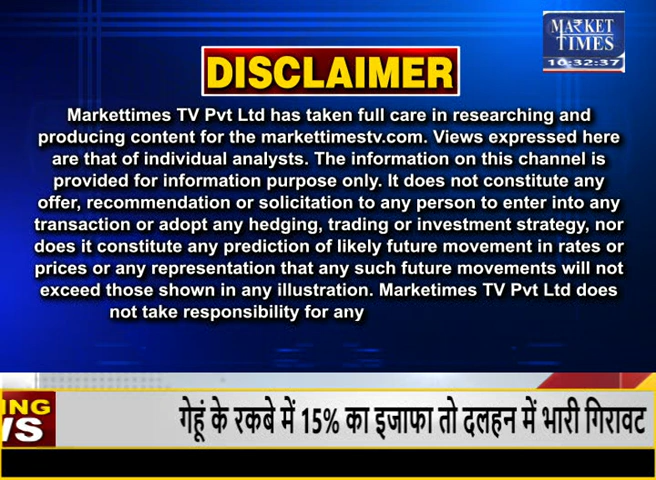 MARKET
TIMES
10:32:37
DISCLAIMER
Markettimes TV Pvt Ltd has taken full care in researching and
producing content for the markettimestv.com. Views expressed here
are that of individual analysts. The information on this channel is
provided for information purpose only. It does not constitute any
offer, recommendation or solicitation to any person to enter into any
transaction or adopt any hedging, trading or investment strategy, nor
does it constitute any prediction of likely future movement in rates or
prices or any representation that any such future movements will not
exceed those shown in any illustration. Marketimes TV Pvt Ltd does
not take responsibility for any
ING
WS
गेहूं के रकबे में 15% का इजाफा तो दलहन में भारी गिरावट